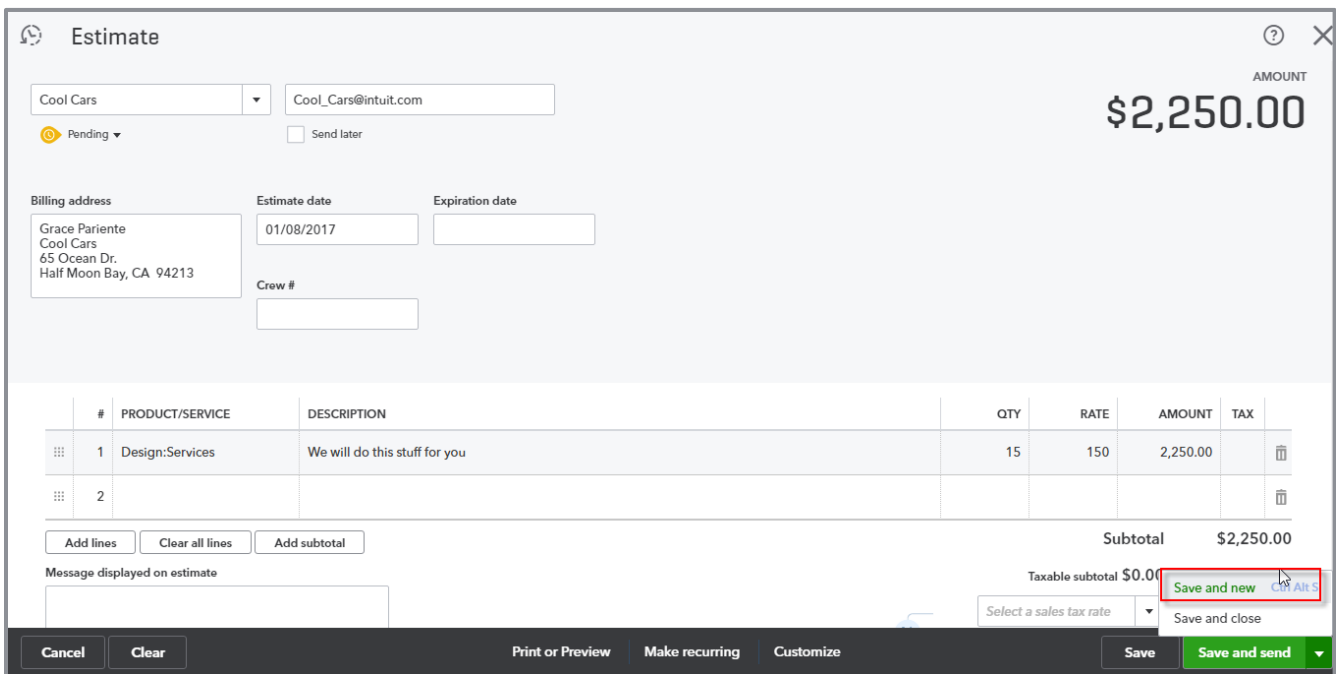 Estimate
AMOUNT
$2,250.00
Cool Cars
Cool_Cars@intuit.com
Pending
Send later
Billing address
Estimate date
Expiration date
Grace Pariente
Cool Cars
65 Ocean Dr.
Half Moon Bay, CA 94213
01/08/2017
Crew #
# PRODUCT/SERVICE DESCRIPTION QTY RATE AMOUNT TAX
1 Design:Services We will do this stuff for you 15 150 2,250.00
2
Add lines Clear all lines Add subtotal
Subtotal $2,250.00
Message displayed on estimate
Taxable subtotal $0.00
Select a sales tax rate
Save and new Ctrl Alt S
Save and close
Cancel Clear Print or Preview Make recurring Customize Save Save and send